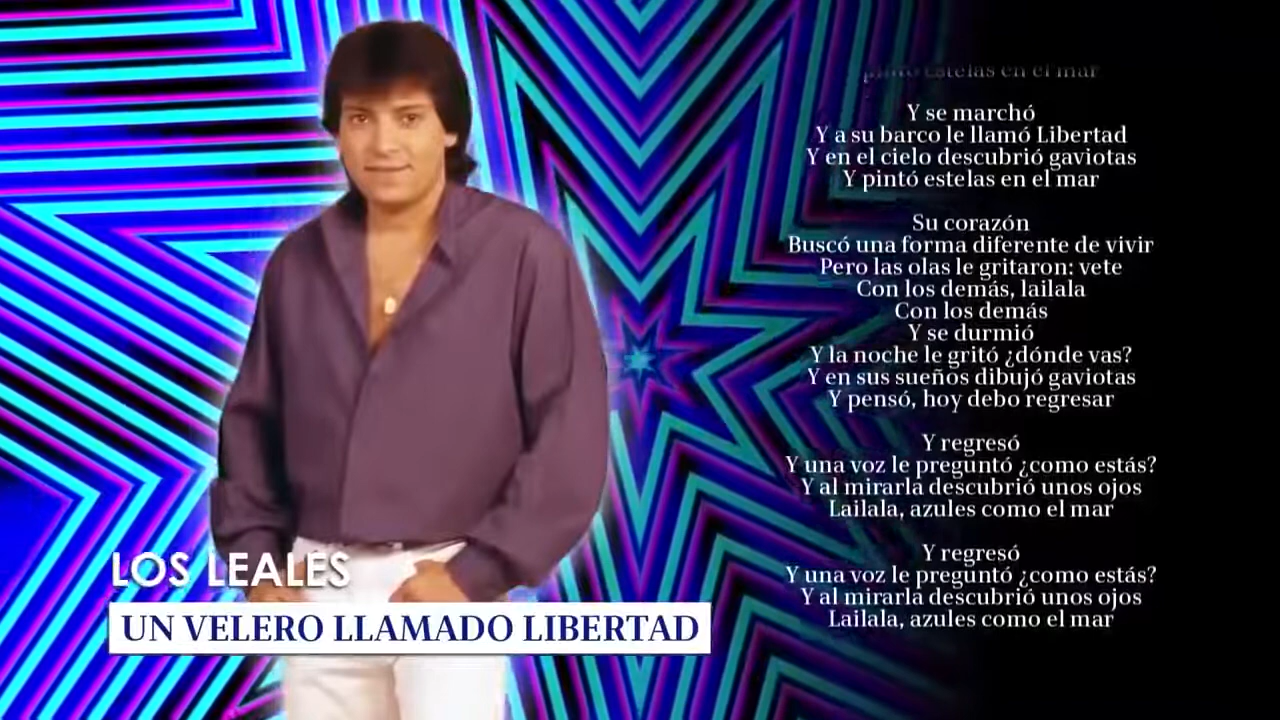 LOS LEALES
UN VELERO LLAMADO LIBERTAD
pintó estelas en el mar
Y se marchó
Y a su barco le llamó Libertad
Y en el cielo descubrió gaviotas
Y pintó estelas en el mar
Su corazón
Buscó una forma diferente de vivir
Pero las olas le gritaron: vete
Con los demás, lailala
Con los demás
Y se durmió
Y la noche le gritó ¿dónde vas?
Y en sus sueños dibujó gaviotas
Y pensó, hoy debo regresar
Y regresó
Y una voz le preguntó ¿como estás?
Y al mirarla descubrió unos ojos
Lailala, azules como el mar
Y regresó
Y una voz le preguntó ¿como estás?
Y al mirarla descubrió unos ojos
Lailala, azules como el mar